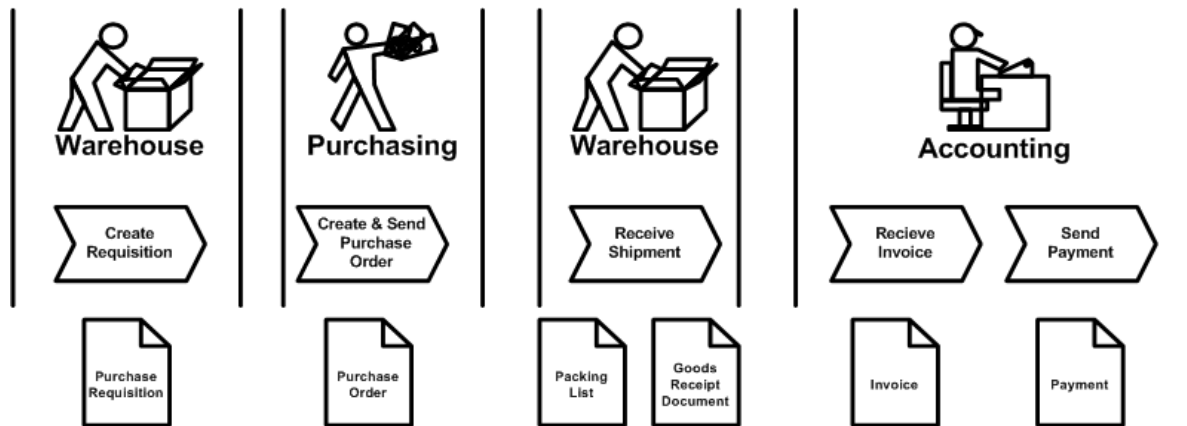 Warehouse
Purchasing
Warehouse
Accounting
Create
Requisition
Create & Send
Purchase
Order
Receive
Shipment
Recieve
Invoice
Send
Payment
Purchase
Requisition
Purchase
Order
Packing
List
Goods
Receipt
Document
Invoice
Payment